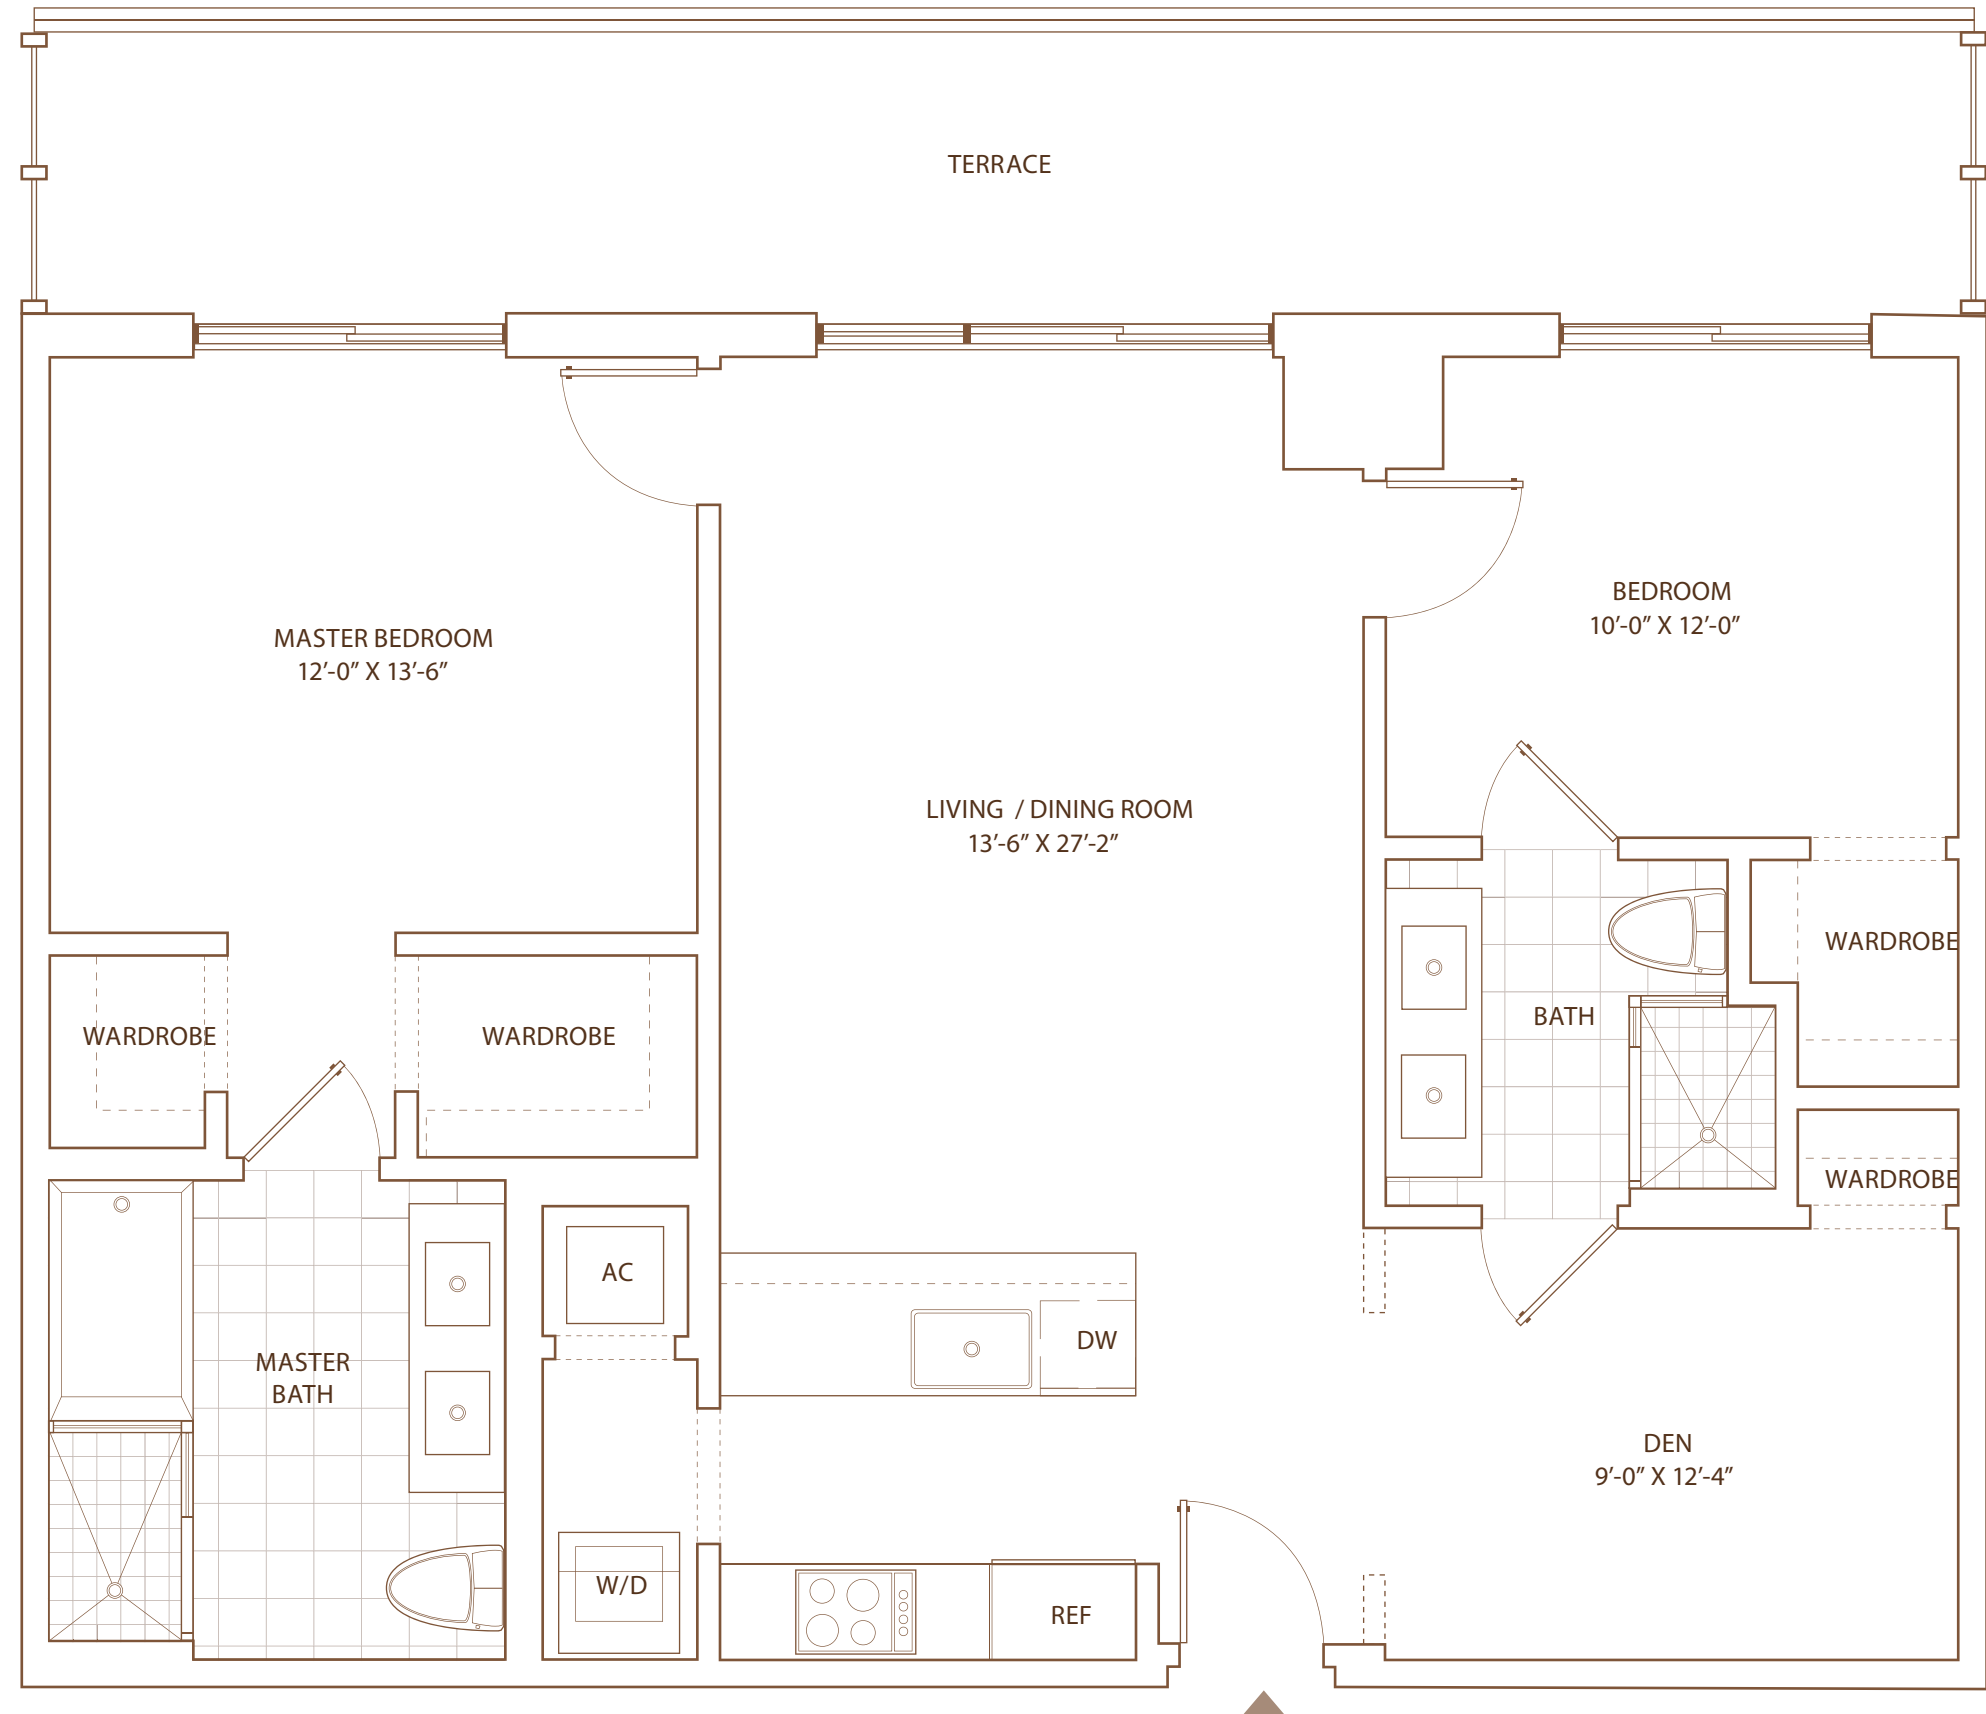 TERRACE
MASTER BEDROOM
12’-0” X 13’-6”
BEDROOM
10’-0” X 12’-0”
LIVING / DINING ROOM
13’-6” X 27’-2”
WARDROBE
WARDROBE
WARDROBE
BATH
WARDROBE
AC
DW
MASTER
BATH
DEN
9’-0” X 12’-4”
W/D
REF